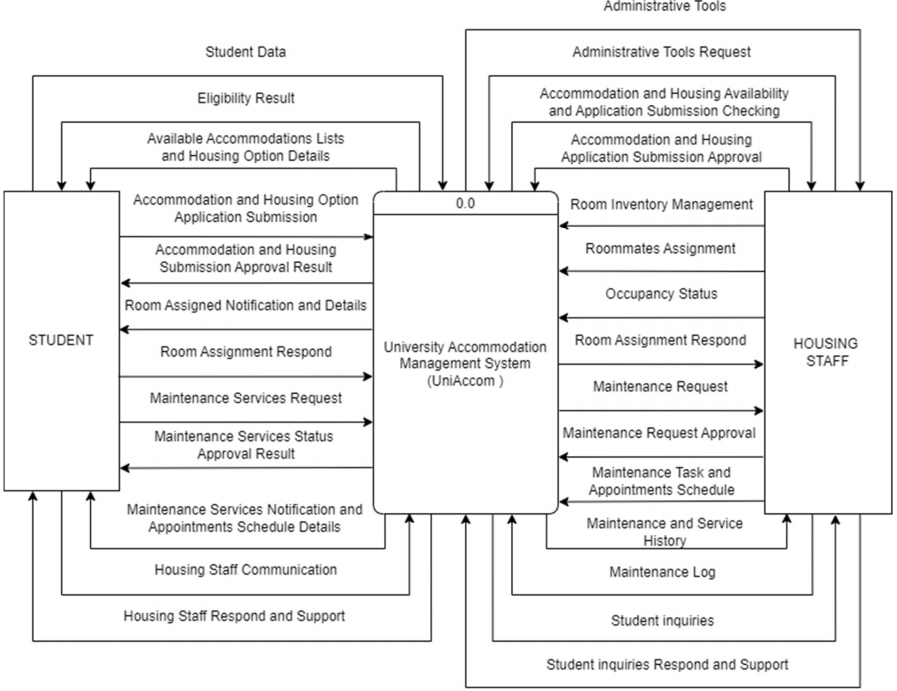 Administrative Tools
Student Data
Administrative Tools Request
Eligibility Result
Accommodation and Housing Availability
and Application Submission Checking
Available Accommodations Lists
and Housing Option Details
Accommodation and Housing
Application Submission Approval
Accommodation and Housing Option
Application Submission
0.0
Room Inventory Management
Accommodation and Housing
Submission Approval Result
Roommates Assignment
Room Assigned Notification and Details
Occupancy Status
STUDENT
Room Assignment Respond
University Accommodation
Management System
(UniAccom )
Room Assignment Respond
HOUSING
STAFF
Maintenance Services Request
Maintenance Request
Maintenance Services Status
Approval Result
Maintenance Request Approval
Maintenance Task and
Appointments Schedule
Maintenance Services Notification and
Appointments Schedule Details
Maintenance and Service
History
Housing Staff Communication
Maintenance Log
Housing Staff Respond and Support
Student inquiries
Student inquiries Respond and Support